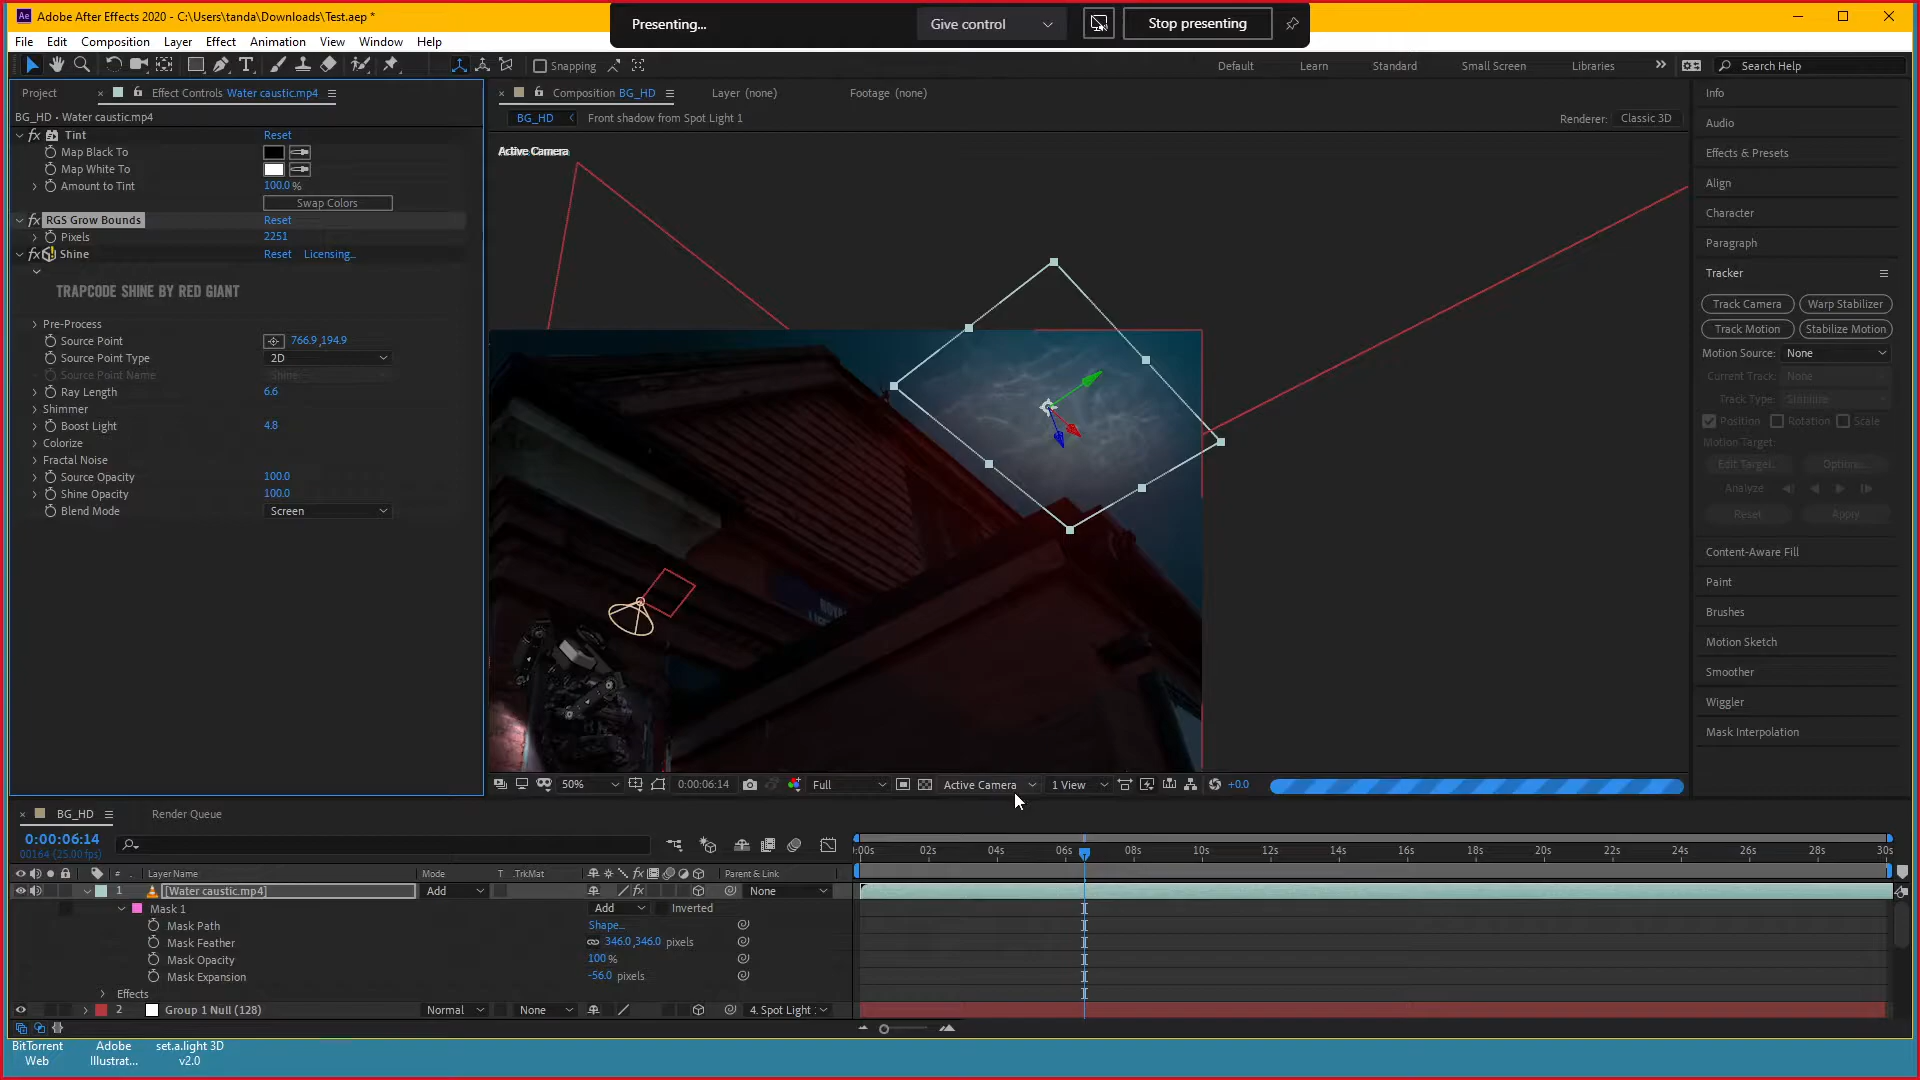 Adobe After Effects 2020 - C:\Users\tanda\Downloads\Test.aep *
Presenting...
Give control
Stop presenting
File Edit Composition Layer Effect Animation View Window Help
Snapping
Default Learn Standard Small Screen Libraries
Search Help
Project
Effect Controls Water caustic.mp4
BG_HD • Water caustic.mp4
fx Tint Reset
Map Black To
Map White To
Amount to Tint 100.0 %
Swap Colors
fx RGS Grow Bounds Reset
Pixels 2251
fx Shine Reset Licensing...
TRAPCODE SHINE BY RED GIANT
Pre-Process
Source Point 766.9,194.9
Source Point Type 2D
Source Point Name Shine
Ray Length 6.6
Shimmer
Boost Light 4.8
Colorize
Fractal Noise
Source Opacity 100.0
Shine Opacity 100.0
Blend Mode Screen
Composition BG_HD
Layer (none)
Footage (none)
BG_HD
Front shadow from Spot Light 1
Renderer: Classic 3D
Active Camera
50%
0:00:06:14
Full
Active Camera
1 View
+0.0
Info
Audio
Effects & Presets
Align
Character
Paragraph
Tracker
Track Camera
Warp Stabilizer
Track Motion
Stabilize Motion
Motion Source: None
Current Track: None
Track Type: Stabilize
Position Rotation Scale
Motion Target:
Edit Target...
Options...
Analyze
Reset
Apply
Content-Aware Fill
Paint
Brushes
Motion Sketch
Smoother
Wiggler
Mask Interpolation
BG_HD
Render Queue
0:00:06:14
00164 (25.00 fps)
# Layer Name Mode T .TrkMat Parent & Link
:00s 02s 04s 06s 08s 10s 12s 14s 16s 18s 20s 22s 24s 26s 28s 30s
1 [Water caustic.mp4] Add fx None
Mask 1 Add Inverted
Mask Path Shape...
Mask Feather 346.0,346.0 pixels
Mask Opacity 100 %
Mask Expansion -56.0 pixels
Effects
2 Group 1 Null (128) Normal None 4. Spot Light :
BitTorrent
Web
Adobe
Illustrat...
set.a.light 3D
v2.0